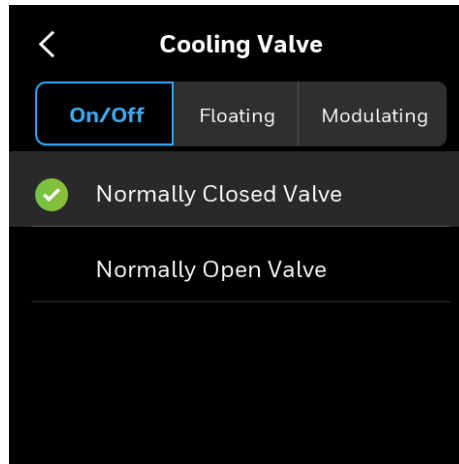 Cooling Valve
On/Off Floating Modulating
Normally Closed Valve
Normally Open Valve